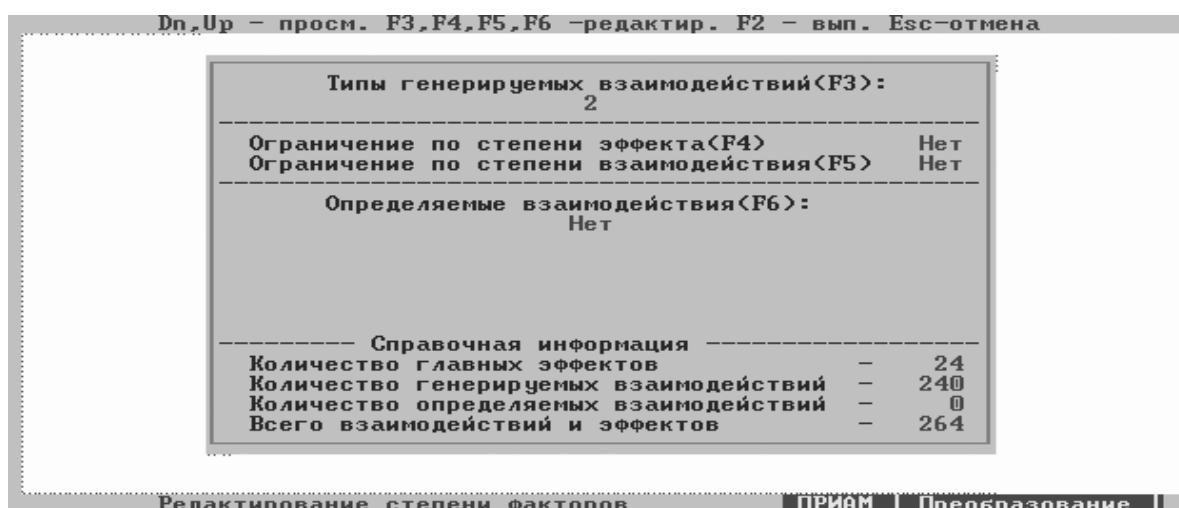 Dn,Up – просм. F3,F4,F5,F6 –редактир. F2 – вып. Esc–отмена
Типы генерируемых взаимодействий(F3):
2
Ограничение по степени эффекта(F4) Нет
Ограничение по степени взаимодействия(F5) Нет
Определяемые взаимодействия(F6):
Нет
Справочная информация
Количество главных эффектов – 24
Количество генерируемых взаимодействий – 240
Количество определяемых взаимодействий – 0
Всего взаимодействий и эффектов – 264
Редактирование степени факторов ПРИАМ | Преобразование |